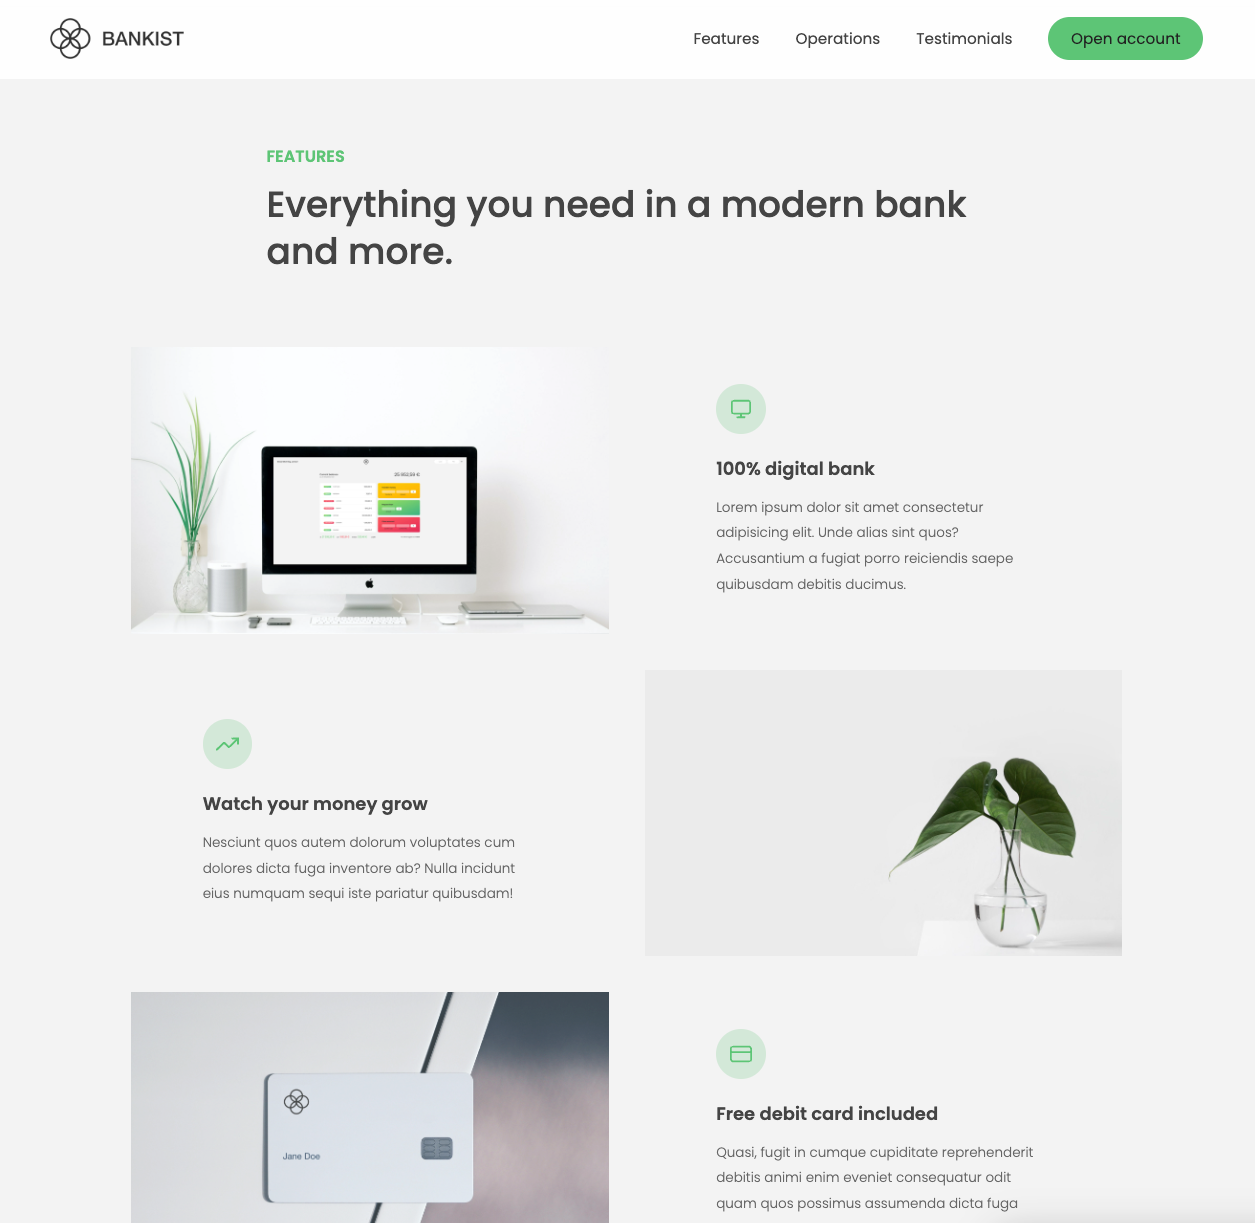 BANKIST
Features
Operations
Testimonials
Open account
FEATURES
Everything you need in a modern bank
and more.
100% digital bank
Lorem ipsum dolor sit amet consectetur
adipisicing elit. Unde alias sint quos?
Accusantium a fugiat porro reiciendis saepe
quibusdam debitis ducimus.
Watch your money grow
Nesciunt quos autem dolorum voluptates cum
dolores dicta fuga inventore ab? Nulla incidunt
eius numquam sequi iste pariatur quibusdam!
Jane Doe
Free debit card included
Quasi, fugit in cumque cupiditate reprehenderit
debitis animi enim eveniet consequatur odit
quam quos possimus assumenda dicta fuga